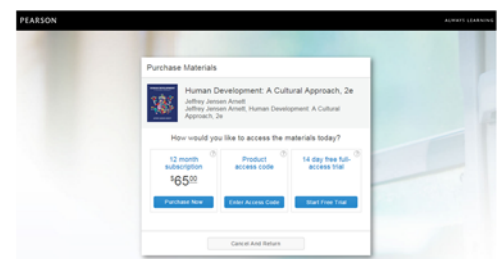 PEARSON
ALWAYS LEARNING
Purchase Materials
Human Development: A Cultural Approach, 2e
Jeffrey Jensen Arnett
Jeffrey Jensen Arnett, Human Development: A Cultural
Approach, 2e
How would you like to access the materials today?
12 month
subscription
$65.00
Purchase Now
Product
access code
Enter Access Code
14 day free full-
access trial
Start Free Trial
Cancel And Return